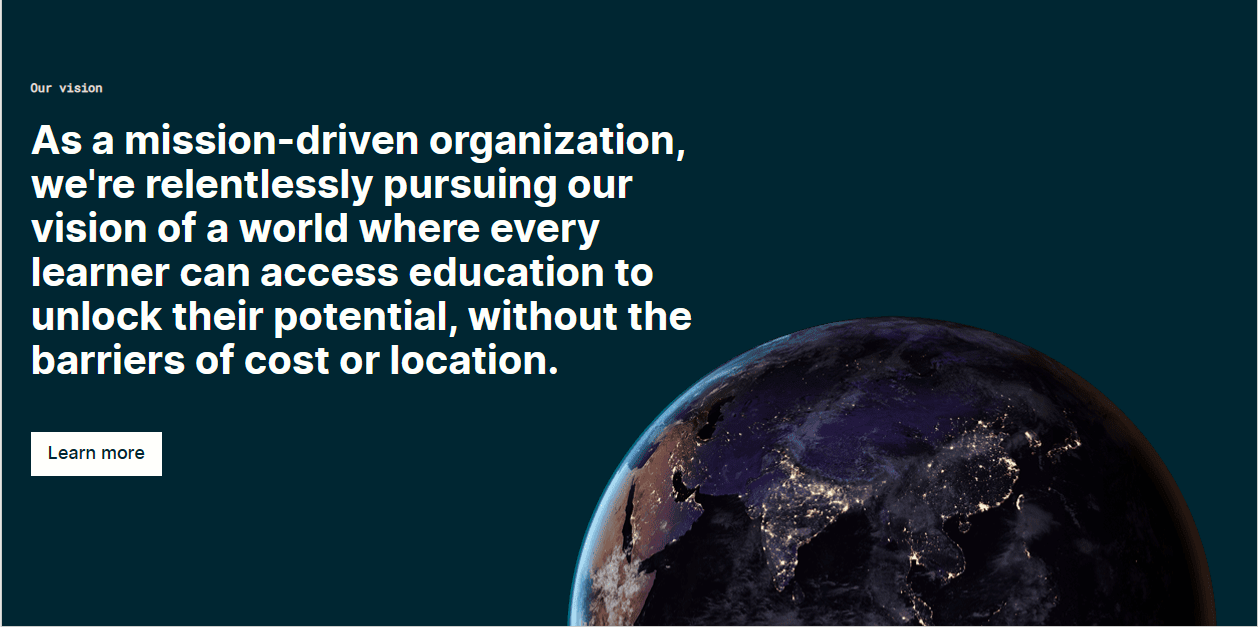 Our vision
As a mission-driven organization,
we're relentlessly pursuing our
vision of a world where every
learner can access education to
unlock their potential, without the
barriers of cost or location.
Learn more